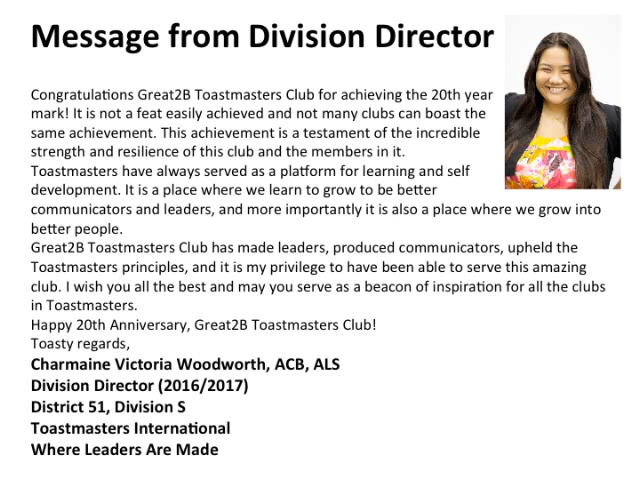 Message from Division Director
Congratulations Great2B Toastmasters Club for achieving the 20th year
mark! It is not a feat easily achieved and not many clubs can boast the
same achievement. This achievement is a testament of the incredible
strength and resilience of this club and the members in it.
Toastmasters have always served as a platform for learning and self
development. It is a place where we learn to grow to be better
communicators and leaders, and more importantly it is also a place where we grow into
better people.
Great2B Toastmasters Club has made leaders, produced communicators, upheld the
Toastmasters principles, and it is my privilege to have been able to serve this amazing
club. I wish you all the best and may you serve as a beacon of inspiration for all the clubs
in Toastmasters.
Happy 20th Anniversary, Great2B Toastmasters Club!
Toasty regards,
Charmaine Victoria Woodworth, ACB, ALS
Division Director (2016/2017)
District 51, Division S
Toastmasters International
Where Leaders Are Made